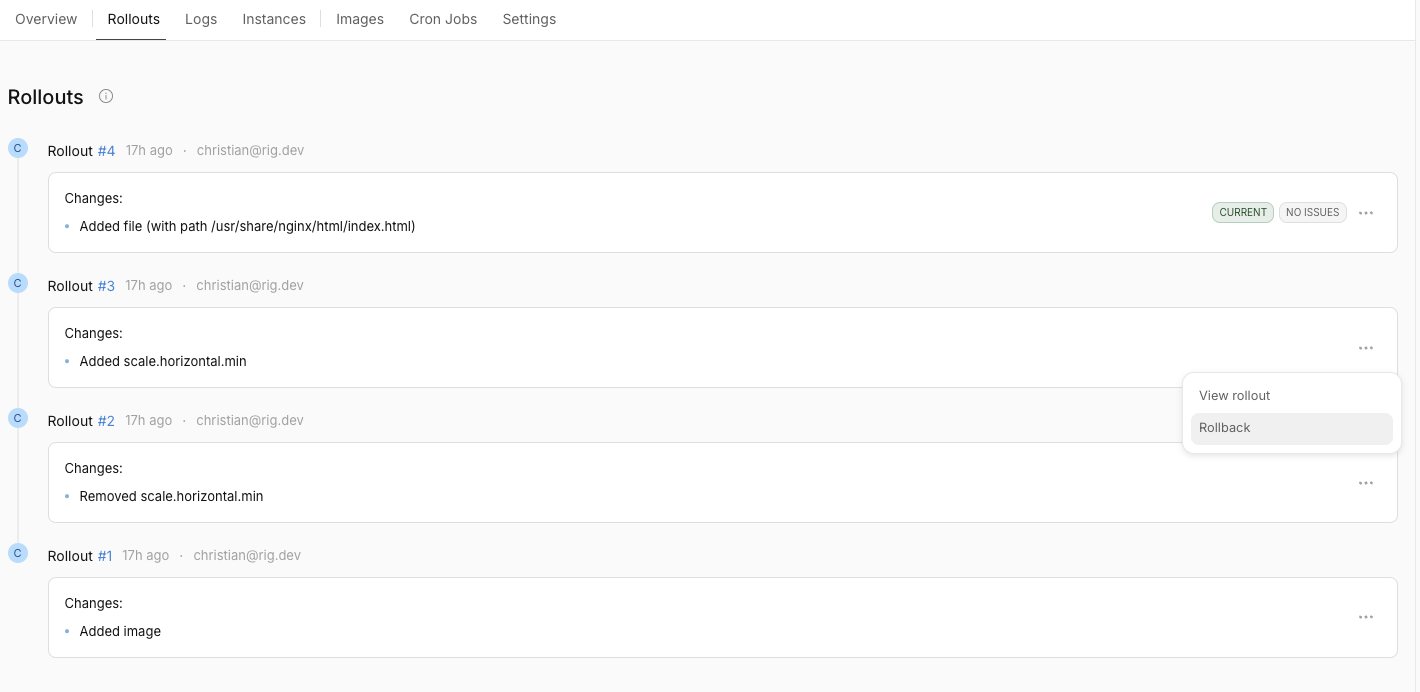 Overview Rollouts Logs Instances Images Cron Jobs Settings
Rollouts
C Rollout #4 17h ago · christian@rig.dev
Changes:
• Added file (with path /usr/share/nginx/html/index.html)
CURRENT NO ISSUES ...
C Rollout #3 17h ago · christian@rig.dev
Changes:
• Added scale.horizontal.min
...
View rollout
Rollback
C Rollout #2 17h ago · christian@rig.dev
Changes:
• Removed scale.horizontal.min
...
C Rollout #1 17h ago · christian@rig.dev
Changes:
• Added image
...